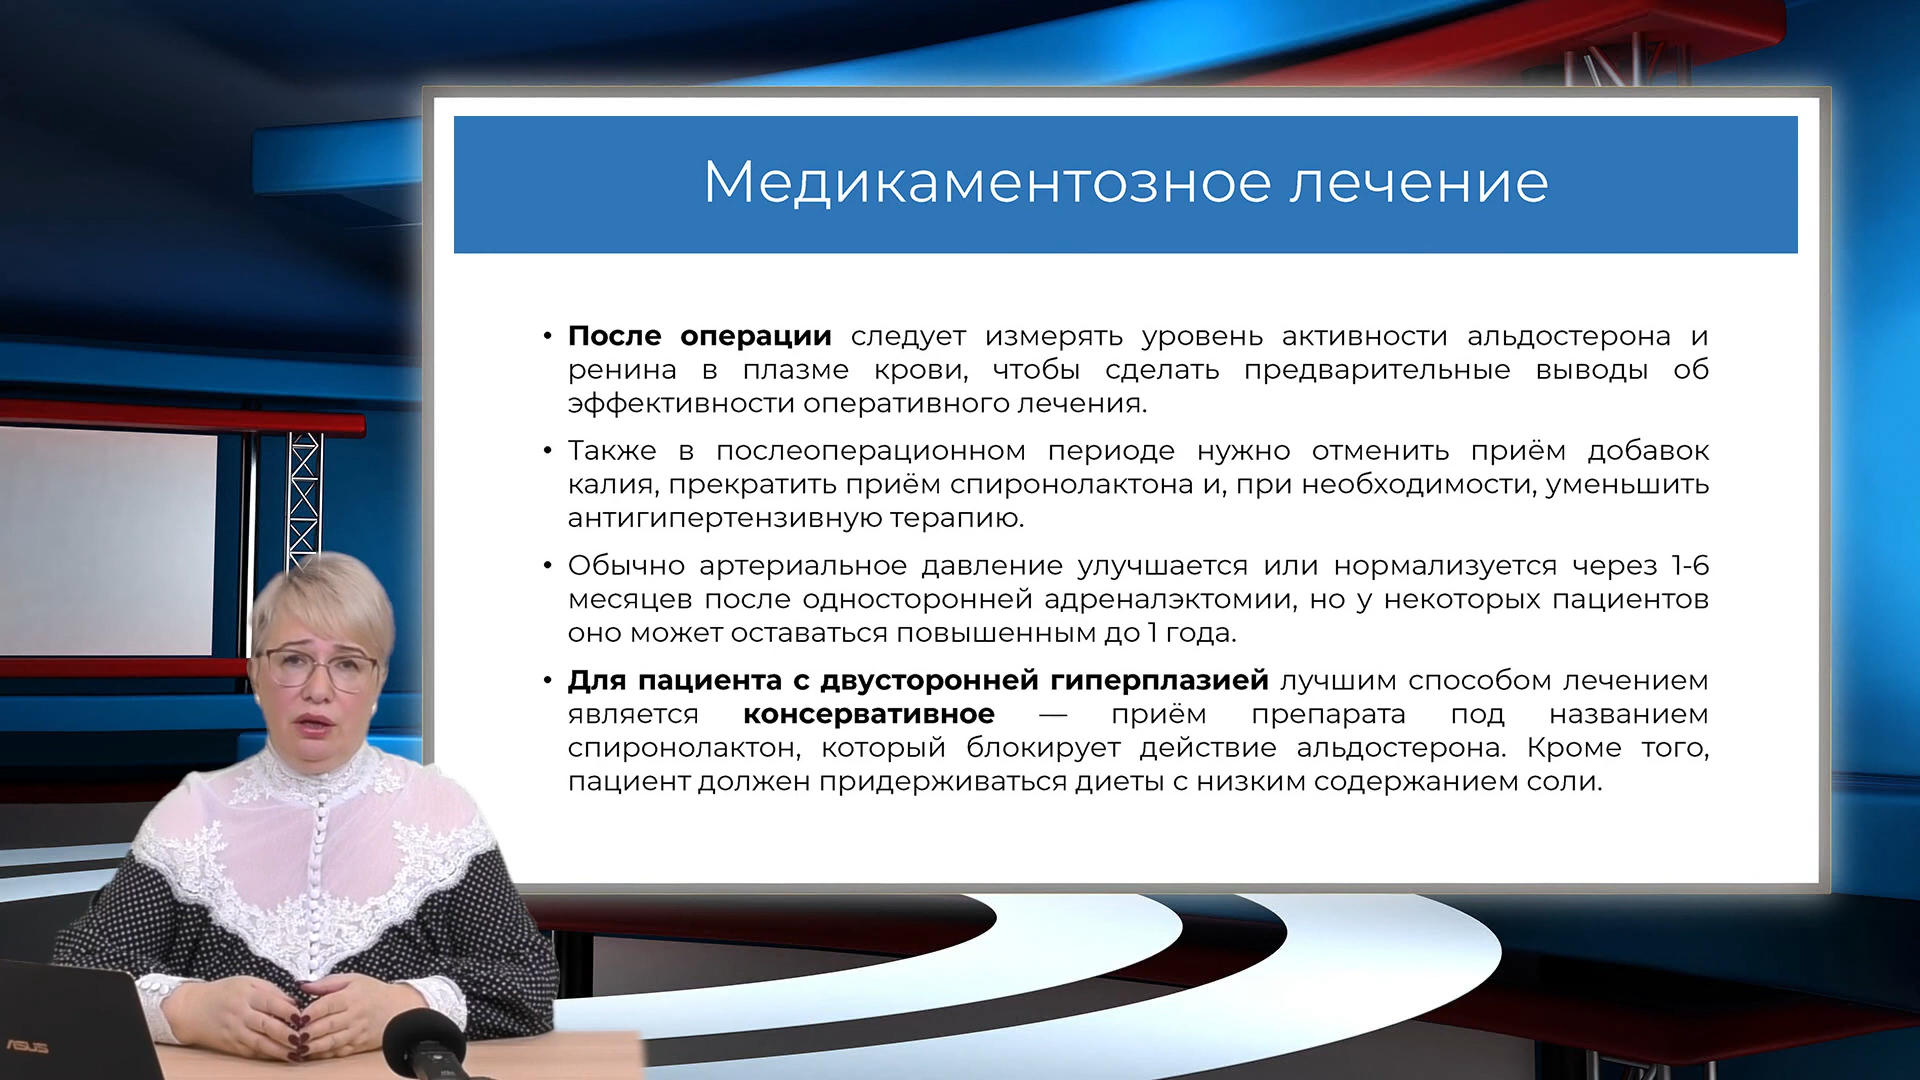 Медикаментозное лечение
• После операции следует измерять уровень активности альдостерона и
ренина в плазме крови, чтобы сделать предварительные выводы об
эффективности оперативного лечения.
• Также в послеоперационном периоде нужно отменить приём добавок
калия, прекратить приём спиронолактона и, при необходимости, уменьшить
антигипертензивную терапию.
• Обычно артериальное давление улучшается или нормализуется через 1-6
месяцев после односторонней адреналэктомии, но у некоторых пациентов
оно может оставаться повышенным до 1 года.
• Для пациента с двусторонней гиперплазией лучшим способом лечением
является консервативное — приём препарата под названием
спиронолактон, который блокирует действие альдостерона. Кроме того,
пациент должен придерживаться диеты с низким содержанием соли.
ASUS